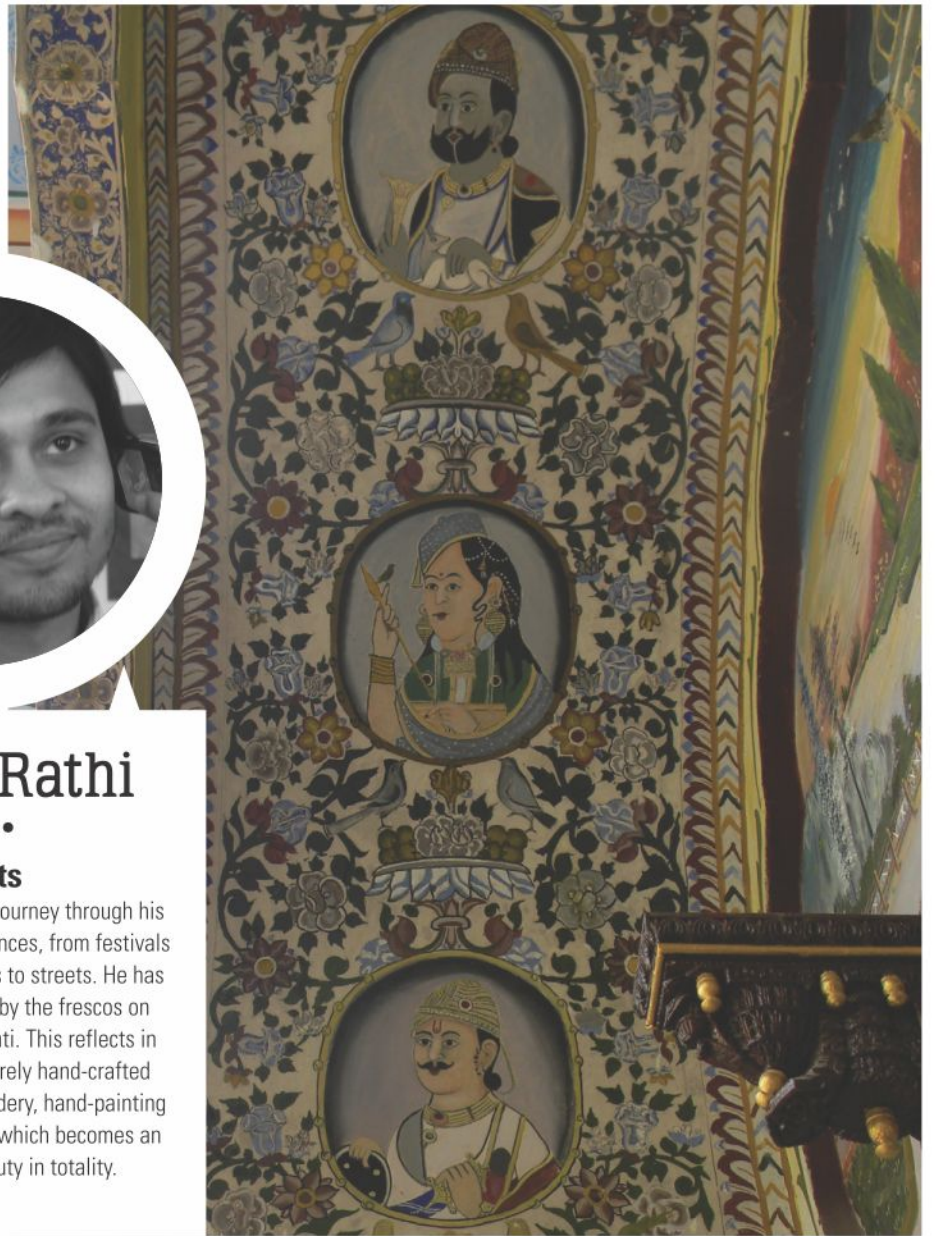 Rathi
ts
ourney through his
nces, from festivals
s to streets. He has
by the frescos on
ti. This reflects in
rely hand-crafted
dery, hand-painting
which becomes an
uty in totality.